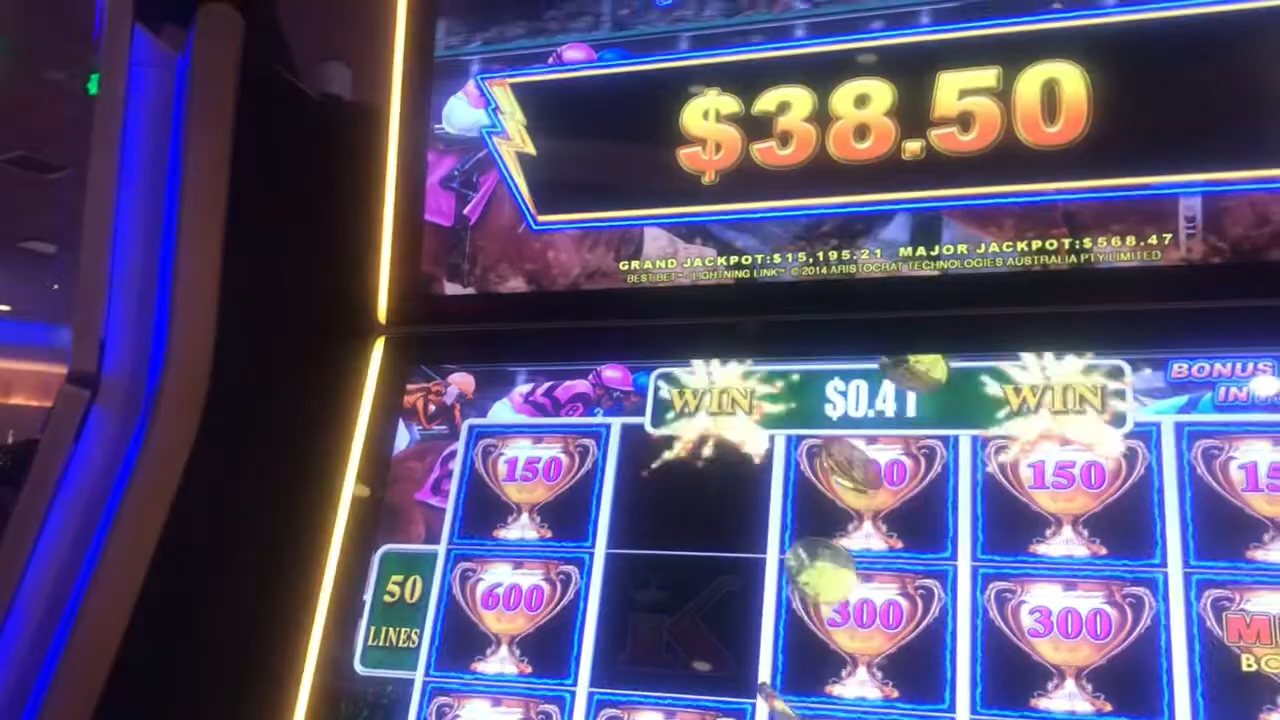 $38.50
GRAND JACKPOT:$15,195.21 MAJOR JACKPOT:$568.47
BEST BET™ - LIGHTNING LINK™ © 2014 ARISTOCRAT TECHNOLOGIES AUSTRALIA PTY LIMITED
WIN $0.41 WIN
BONUS
IN
150
150
50
LINES
600
K
300
300